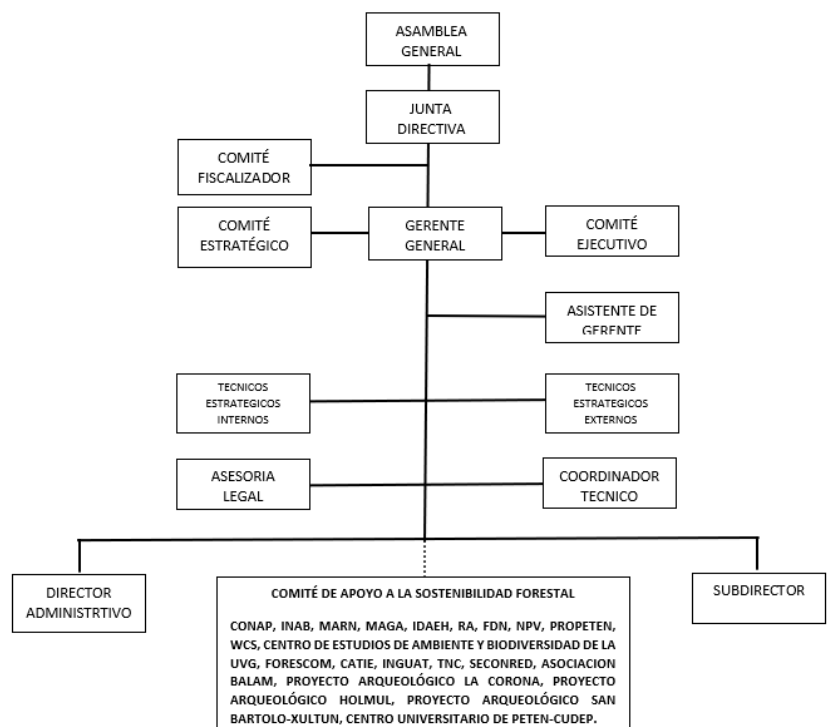 ASAMBLEA
GENERAL
JUNTA
DIRECTIVA
COMITÉ
FISCALIZADOR
COMITÉ
ESTRATÉGICO
GERENTE
GENERAL
COMITÉ
EJECUTIVO
ASISTENTE DE
GERENTE
TECNICOS
ESTRATEGICOS
INTERNOS
TECNICOS
ESTRATEGICOS
EXTERNOS
ASESORIA
LEGAL
COORDINADOR
TECNICO
DIRECTOR
ADMINISTRTIVO
COMITÉ DE APOYO A LA SOSTENIBILIDAD FORESTAL
CONAP, INAB, MARN, MAGA, IDAEH, RA, FDN, NPV, PROPETEN,
WCS, CENTRO DE ESTUDIOS DE AMBIENTE Y BIODIVERSIDAD DE LA
UVG, FORESCOM, CATIE, INGUAT, TNC, SECONRED, ASOCIACION
BALAM, PROYECTO ARQUEOLÓGICO LA CORONA, PROYECTO
ARQUEOLÓGICO HOLMUL, PROYECTO ARQUEOLÓGICO SAN
BARTOLO-XULTUN, CENTRO UNIVERSITARIO DE PETEN-CUDEP.
SUBDIRECTOR